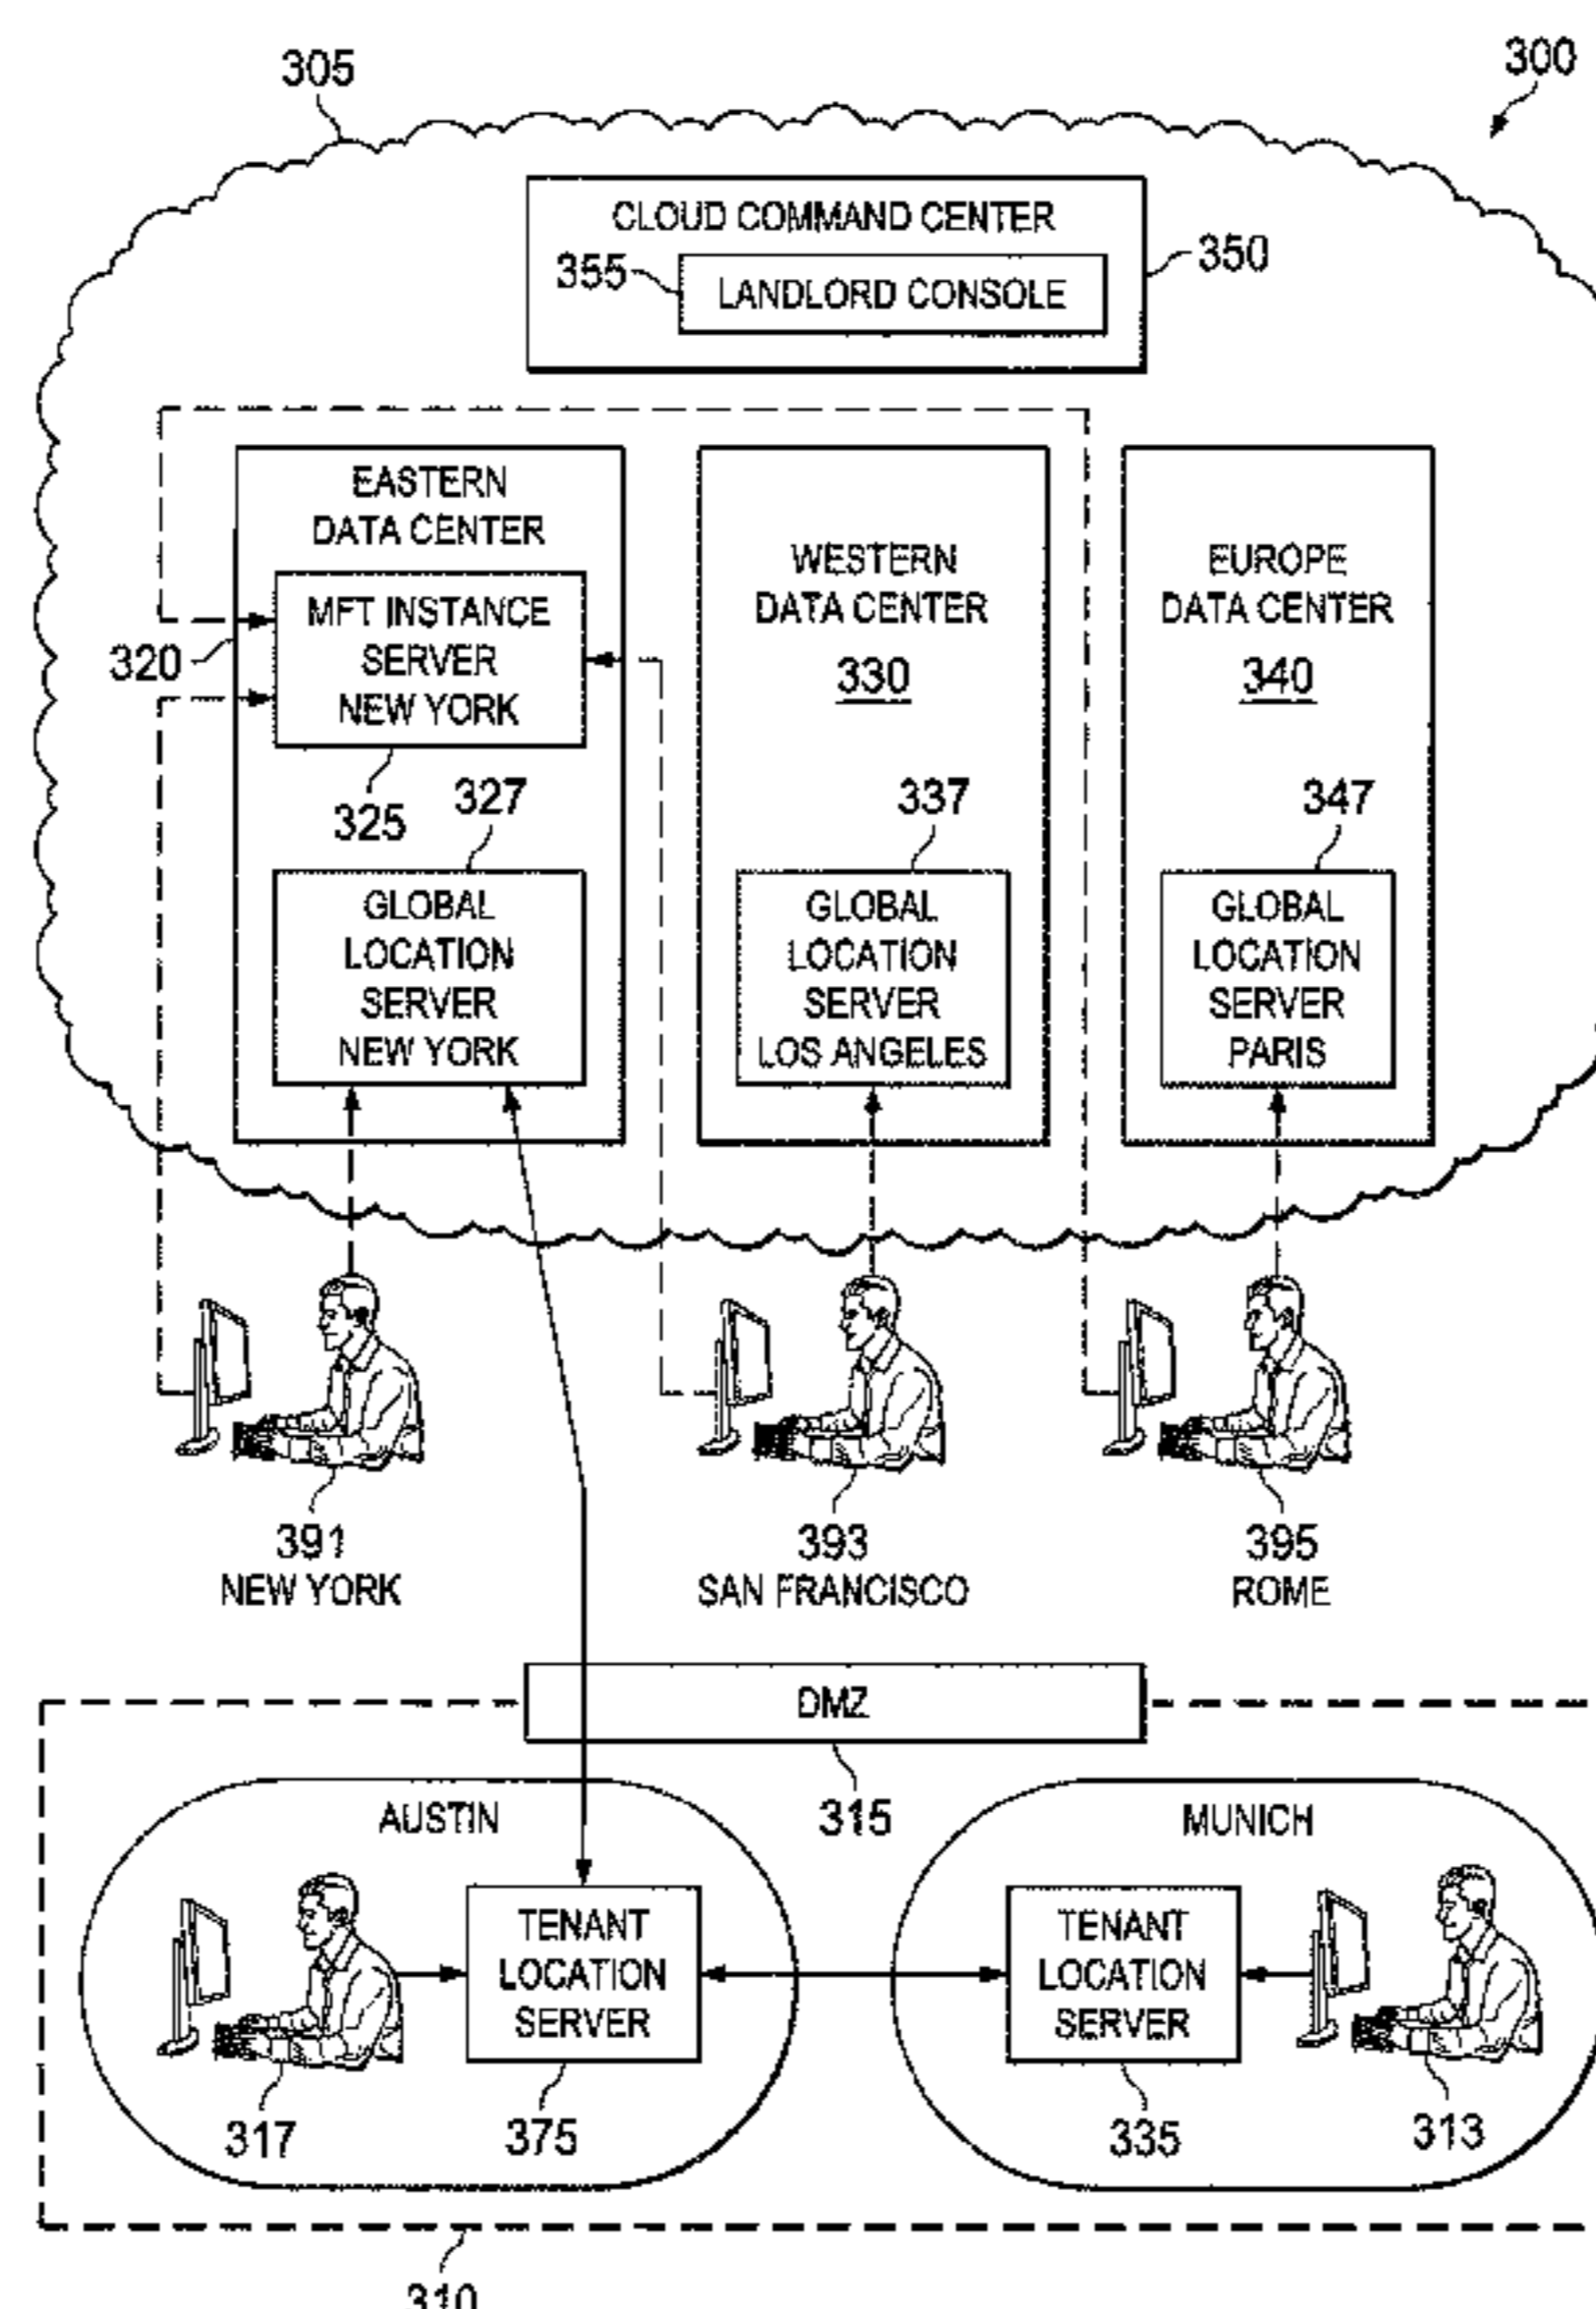 305
300
CLOUD COMMAND CENTER
350
355
LANDLORD CONSOLE
EASTERN
DATA CENTER
MFT INSTANCE
SERVER
NEW YORK
320
325
327
GLOBAL
LOCATION
SERVER
NEW YORK
WESTERN
DATA CENTER
330
337
GLOBAL
LOCATION
SERVER
LOS ANGELES
EUROPE
DATA CENTER
340
347
GLOBAL
LOCATION
SERVER
PARIS
391
NEW YORK
393
SAN FRANCISCO
395
ROME
DMZ
315
AUSTIN
TENANT
LOCATION
SERVER
317
375
MUNICH
TENANT
LOCATION
SERVER
335
313
310